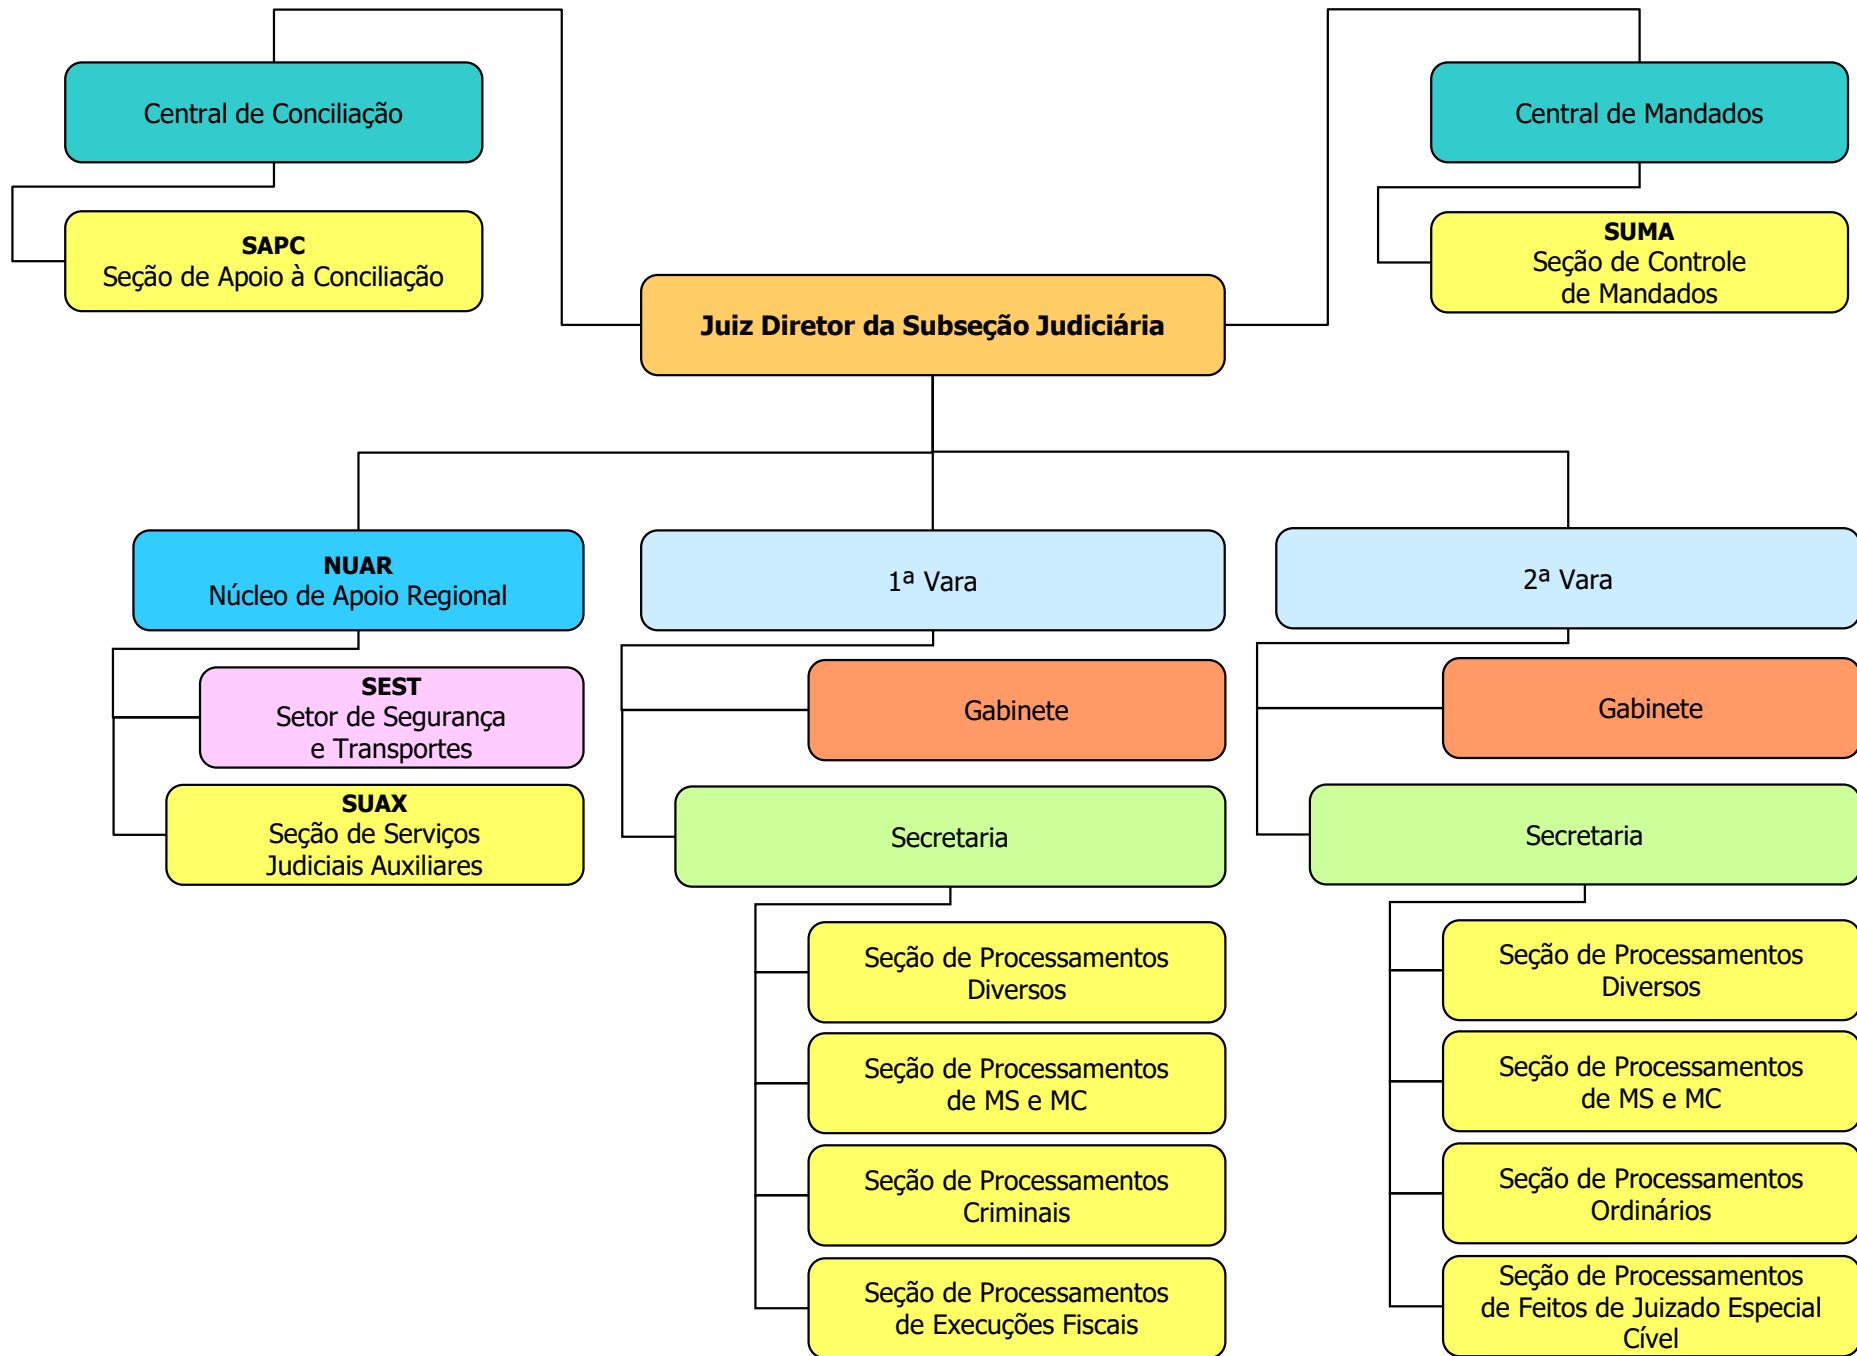 Central de Conciliação
Central de Mandados
SAPC
Seção de Apoio à Conciliação
SUMA
Seção de Controle
de Mandados
Juiz Diretor da Subseção Judiciária
NUAR
Núcleo de Apoio Regional
1ª Vara
2ª Vara
SEST
Setor de Segurança
e Transportes
Gabinete
Gabinete
SUAX
Seção de Serviços
Judiciais Auxiliares
Secretaria
Secretaria
Seção de Processamentos
Diversos
Seção de Processamentos
de MS e MC
Seção de Processamentos
Criminais
Seção de Processamentos
de Execuções Fiscais
Seção de Processamentos
Diversos
Seção de Processamentos
de MS e MC
Seção de Processamentos
Ordinários
Seção de Processamentos
de Feitos de Juizado Especial
Cível